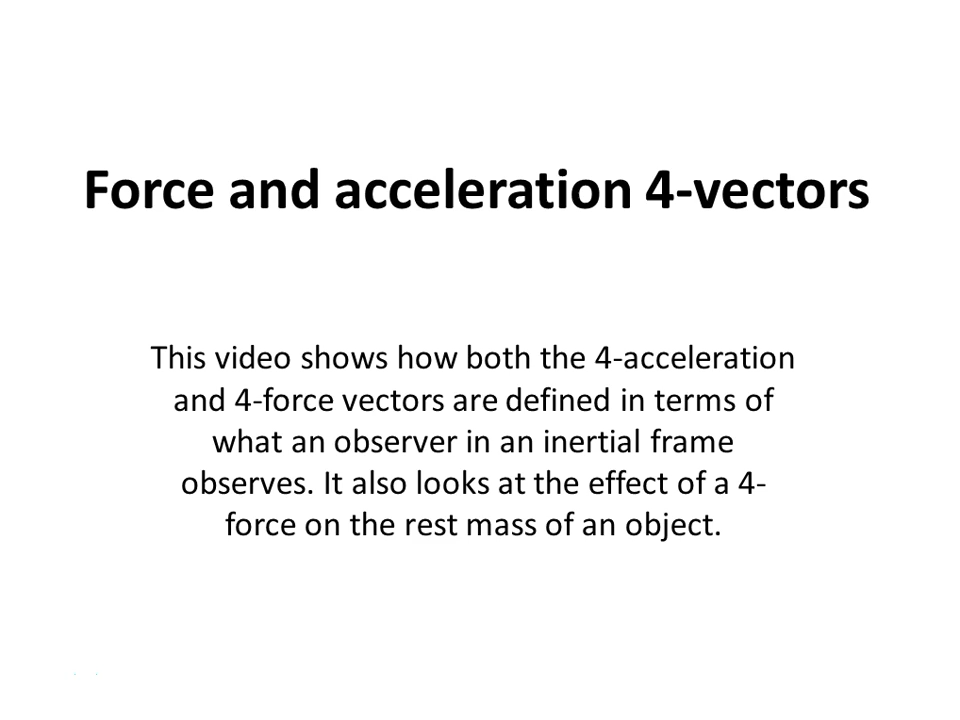 Force and acceleration 4-vectors
This video shows how both the 4-acceleration
and 4-force vectors are defined in terms of
what an observer in an inertial frame
observes. It also looks at the effect of a 4-
force on the rest mass of an object.